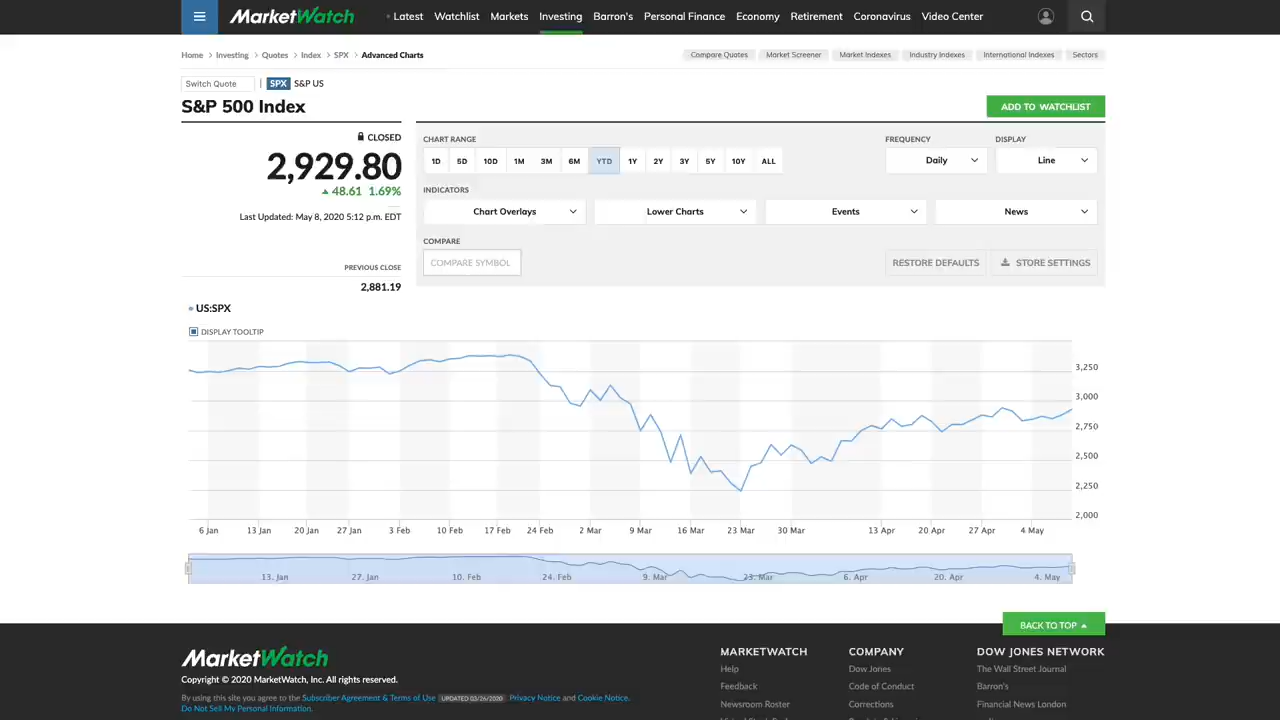 MarketWatch
Latest Watchlist Markets Investing Barron's Personal Finance Economy Retirement Coronavirus Video Center
Home > Investing > Quotes > Index > SPX > Advanced Charts
Compare Quotes Market Screener Market Indexes Industry Indexes International Indexes Sectors
Switch Quote | SPX S&P US
S&P 500 Index
ADD TO WATCHLIST
CLOSED
2,929.80
48.61 1.69%
Last Updated: May 8, 2020 5:12 p.m. EDT
PREVIOUS CLOSE
2,881.19
CHART RANGE
1D 5D 10D 1M 3M 6M YTD 1Y 2Y 3Y 5Y 10Y ALL
FREQUENCY
Daily
DISPLAY
Line
INDICATORS
Chart Overlays Lower Charts Events News
COMPARE
COMPARE SYMBOL
RESTORE DEFAULTS STORE SETTINGS
US:SPX
DISPLAY TOOLTIP
3,250
3,000
2,750
2,500
2,250
2,000
6 Jan 13 Jan 20 Jan 27 Jan 3 Feb 10 Feb 17 Feb 24 Feb 2 Mar 9 Mar 16 Mar 23 Mar 30 Mar 13 Apr 20 Apr 27 Apr 4 May
13. Jan 27. Jan 10. Feb 24. Feb 9. Mar 23. Mar 6. Apr 20. Apr 4. May
BACK TO TOP
MarketWatch
Copyright © 2020 MarketWatch, Inc. All rights reserved.
By using this site you agree to the Subscriber Agreement & Terms of Use UPDATED 03/26/2020 Privacy Notice and Cookie Notice.
Do Not Sell My Personal Information.
MARKETWATCH
Help
Feedback
Newsroom Roster
COMPANY
Dow Jones
Code of Conduct
Corrections
DOW JONES NETWORK
The Wall Street Journal
Barron's
Financial News London